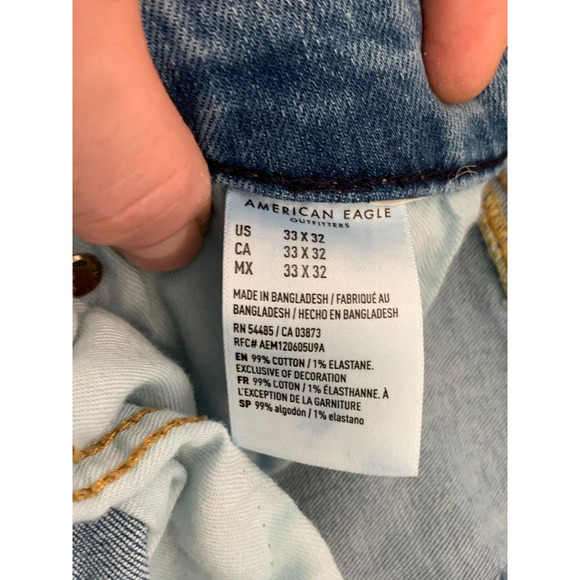 AMERICAN EAGLE
OUTFITTERS
US 33 X 32
CA 33 X 32
MX 33 X 32
MADE IN BANGLADESH / FABRIQUÉ AU
BANGLADESH / HECHO EN BANGLADESH
RN 54485 / CA 03873
RFC# AEM120605U9A
EN 99% COTTON / 1% ELASTANE.
EXCLUSIVE OF DECORATION
FR 99% COTON / 1% ÉLASTHANNE. À
L'EXCEPTION DE LA GARNITURE
SP 99% algodón / 1% elastano